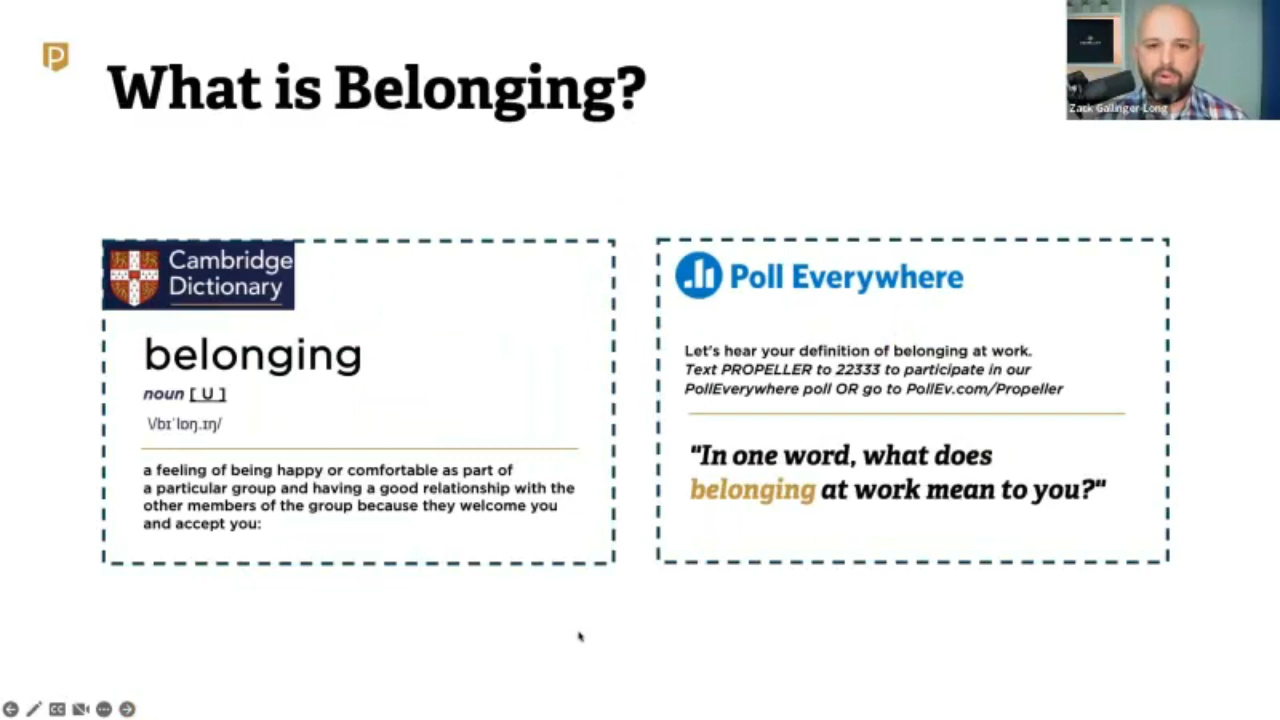 P
What is Belonging?
Zack Gallinger-Long
Cambridge
Dictionary
belonging
noun [ U ]
\/bɪˈlɒŋ.ɪŋ/
a feeling of being happy or comfortable as part of
a particular group and having a good relationship with the
other members of the group because they welcome you
and accept you:
Poll Everywhere
Let's hear your definition of belonging at work.
Text PROPELLER to 22333 to participate in our
PollEverywhere poll OR go to PollEv.com/Propeller
"In one word, what does
belonging at work mean to you?"
CC